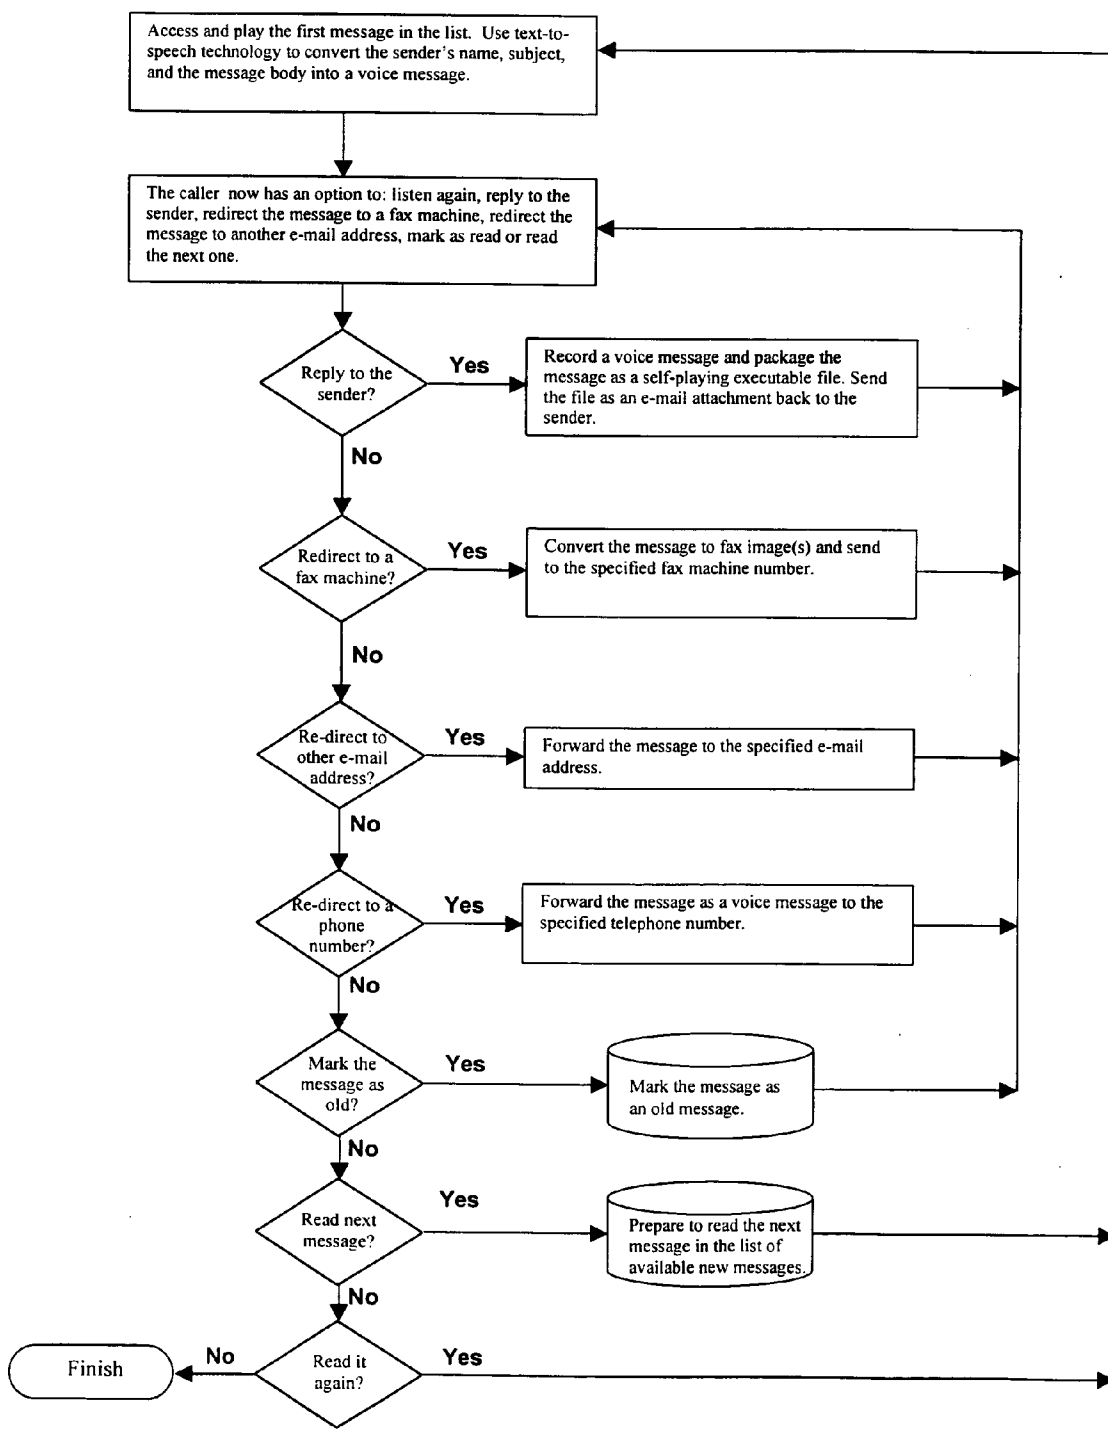 Access and play the first message in the list. Use text-to-
speech technology to convert the sender's name, subject,
and the message body into a voice message.
The caller now has an option to: listen again, reply to the
sender, redirect the message to a fax machine, redirect the
message to another e-mail address, mark as read or read
the next one.
Reply to the
sender?
Yes
Record a voice message and package the
message as a self-playing executable file. Send
the file as an e-mail attachment back to the
sender.
No
Redirect to a
fax machine?
Yes
Convert the message to fax image(s) and send
to the specified fax machine number.
No
Re-direct to
other e-mail
address?
Yes
Forward the message to the specified e-mail
address.
No
Re-direct to a
phone
number?
Yes
Forward the message as a voice message to the
specified telephone number.
No
Mark the
message as
old?
Yes
Mark the message as
an old message.
No
Read next
message?
Yes
Prepare to read the next
message in the list of
available new messages.
No
Read it
again?
Yes
No
Finish